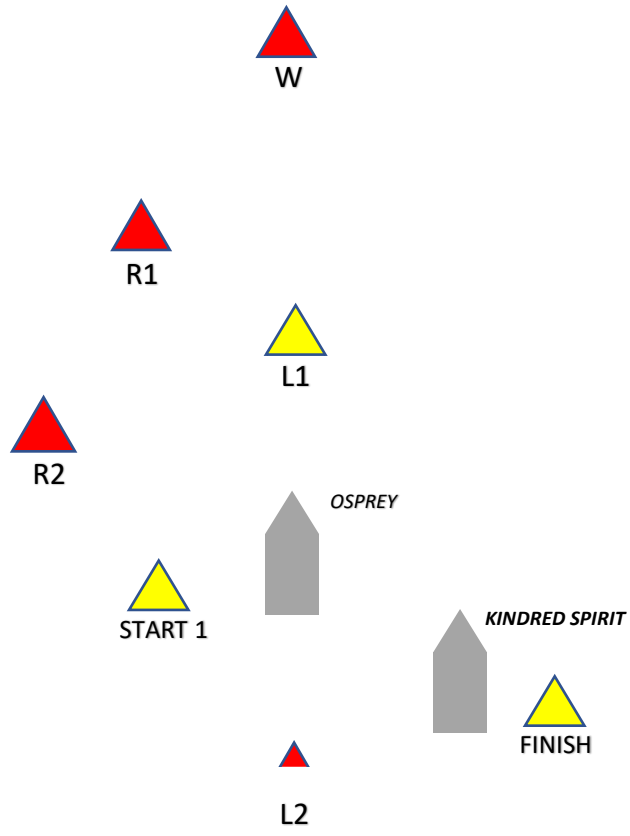 W
R1
L1
R2
OSPREY
START 1
KINDRED SPIRIT
FINISH
L2